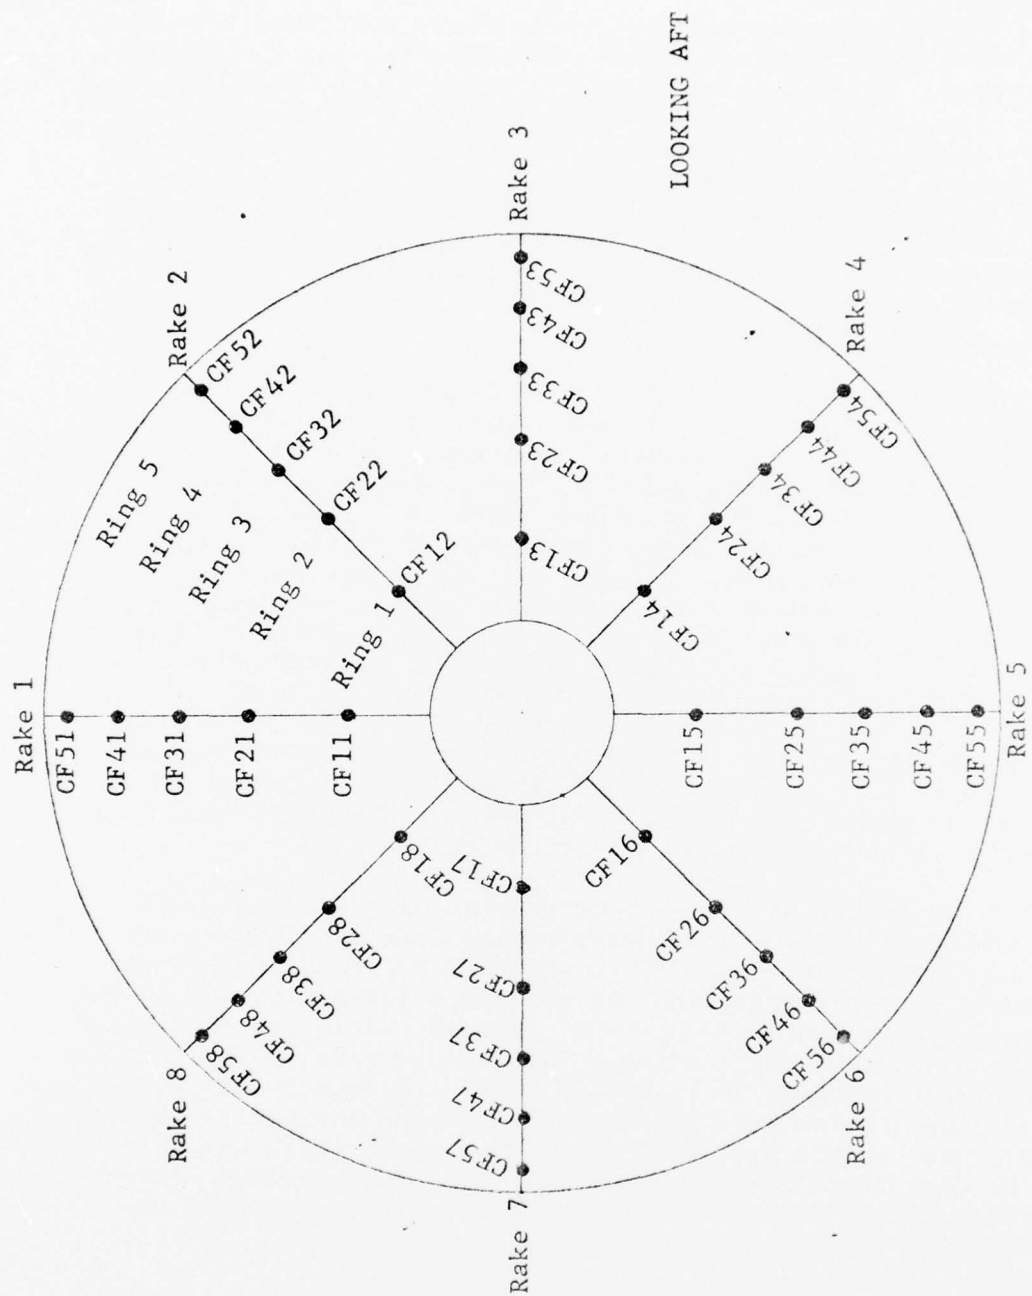 Rake 1
CF51
CF41
CF31
CF21
CF11
Rake 2
CF52
CF42
CF32
CF22
CF12
Ring 5
Ring 4
Ring 3
Ring 2
Ring 1
Rake 3
CF53
CF43
CF33
CF23
CF13
LOOKING AFT
Rake 4
CF54
CF44
CF34
CF24
CF14
Rake 5
CF15
CF25
CF35
CF45
CF55
Rake 6
CF16
CF26
CF36
CF46
CF56
Rake 7
CF17
CF27
CF37
CF47
CF57
Rake 8
CF18
CF28
CF38
CF48
CF58